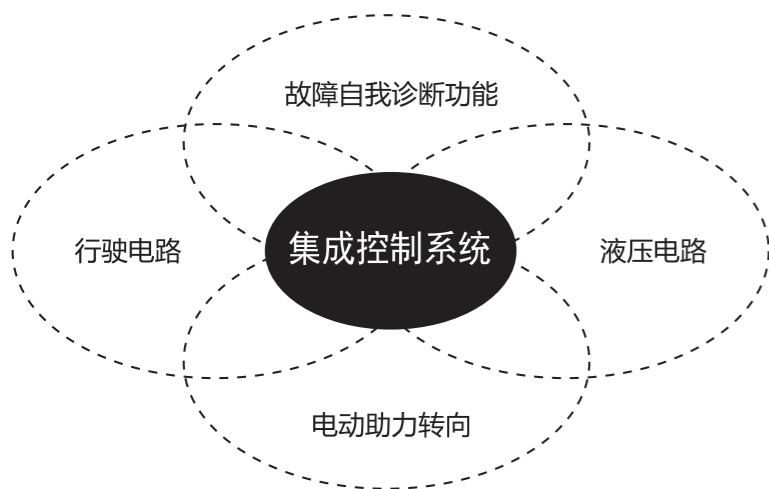 故障自我诊断功能
行驶电路
集成控制系统
液压电路
电动助力转向